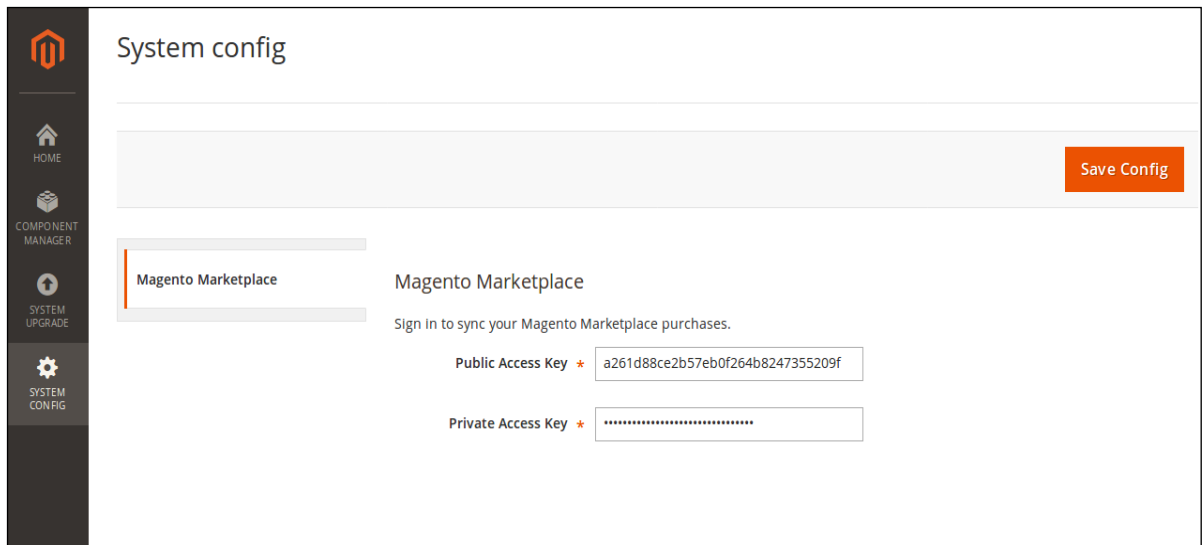 System config
HOME
COMPONENT
MANAGER
SYSTEM
UPGRADE
SYSTEM
CONFIG
Save Config
Magento Marketplace
Magento Marketplace
Sign in to sync your Magento Marketplace purchases.
Public Access Key * a261d88ce2b57eb0f264b8247355209f
Private Access Key * ••••••••••••••••••••••••••••••••